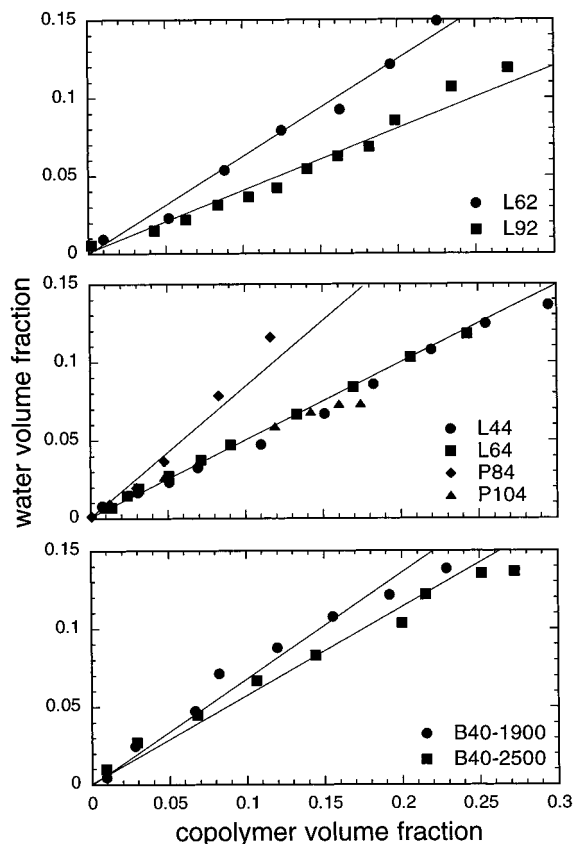 0.15
0.1
0.05
0
L62
L92
0.15
0.1
0.05
0
L44
L64
P84
P104
water volume fraction
0.15
0.1
0.05
0
B40-1900
B40-2500
0 0.05 0.1 0.15 0.2 0.25 0.3
copolymer volume fraction